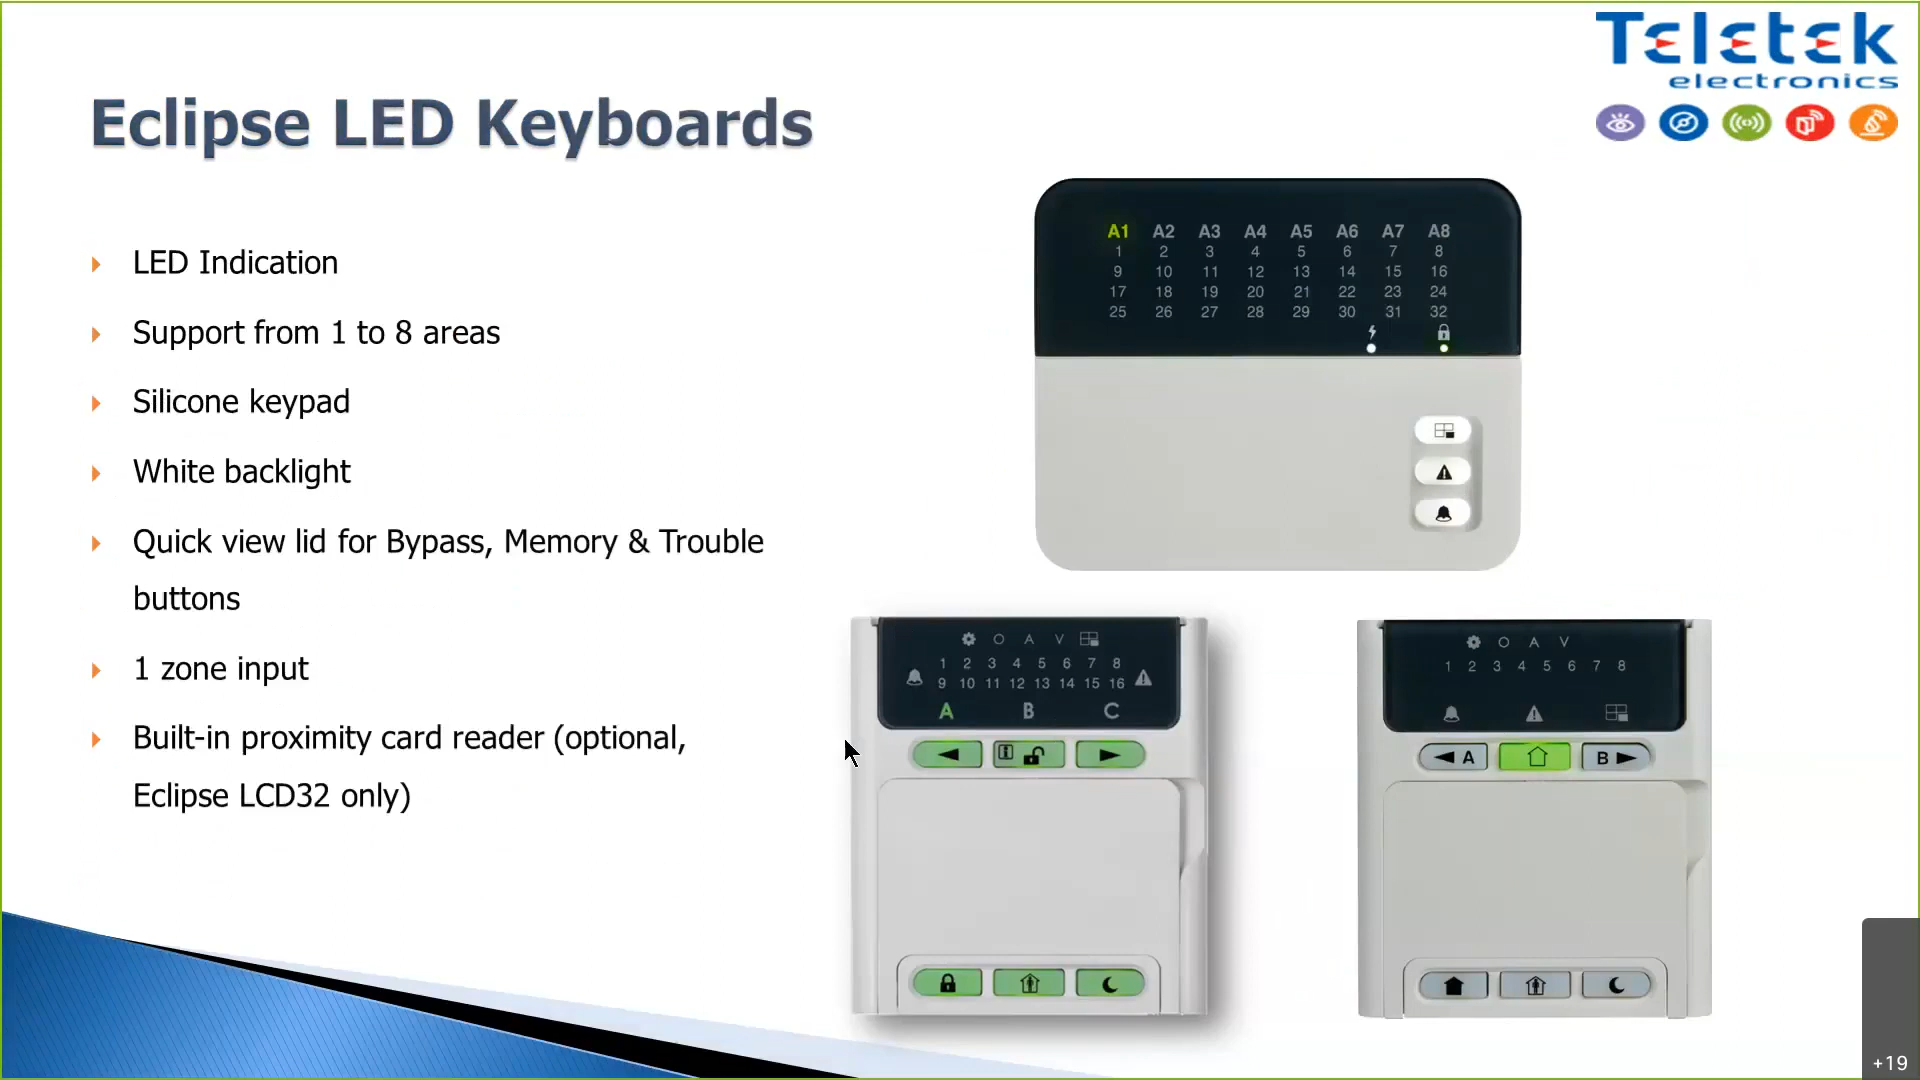 Teletek
electronics
Eclipse LED Keyboards
LED Indication
Support from 1 to 8 areas
Silicone keypad
White backlight
Quick view lid for Bypass, Memory & Trouble
buttons
1 zone input
Built-in proximity card reader (optional,
Eclipse LCD32 only)
A1 A2 A3 A4 A5 A6 A7 A8
1 2 3 4 5 6 7 8
9 10 11 12 13 14 15 16
17 18 19 20 21 22 23 24
25 26 27 28 29 30 31 32
A V
1 2 3 4 5 6 7 8
9 10 11 12 13 14 15 16
A B C
A V
1 2 3 4 5 6 7 8
A B
+19